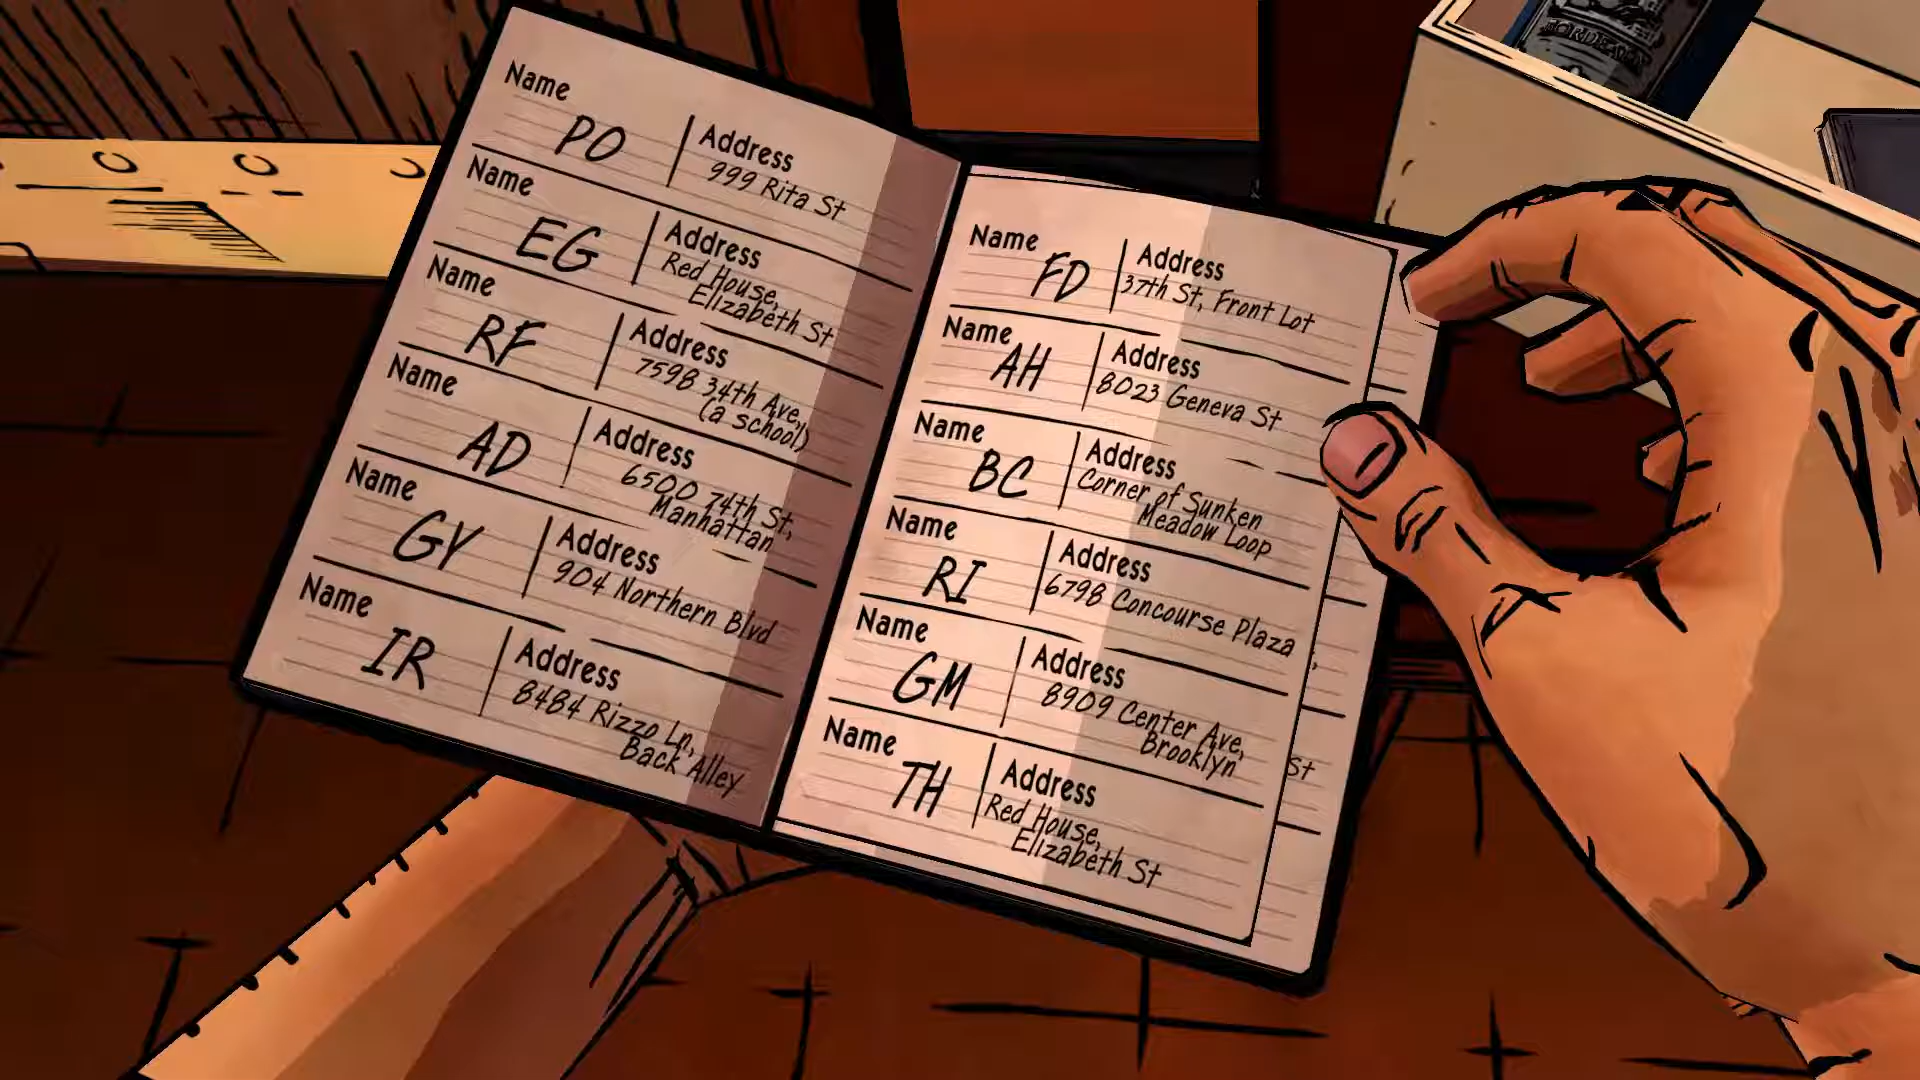 Name
PO
Address
999 Rita St
Name
EG
Address
Red House,
Elizabeth St
Name
RF
Address
7598 34th Ave,
(a school)
Name
AD
Address
6500 74th St,
Manhattan
Name
GY
Address
904 Northern Blvd
Name
IR
Address
8484 Rizzo Ln,
Back Alley
Name
FD
Address
37th St, Front Lot
Name
AH
Address
8023 Geneva St
Name
BC
Address
Corner of Sunken
Meadow Loop
Name
RI
Address
6798 Concourse Plaza
Name
GM
Address
8909 Center Ave,
Brooklyn
Name
TH
Address
Red House,
Elizabeth St
St